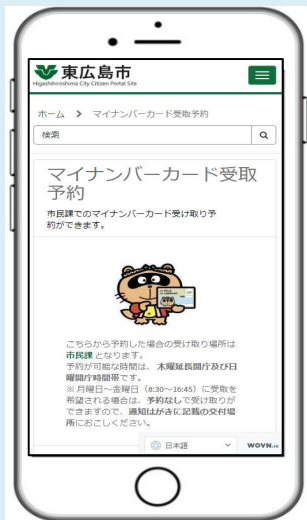 東広島市
Higashihiroshima City Citizen Portal Site
ホーム > マイナンバーカード受取予約
検索
マイナンバーカード受取
予約
市民課でのマイナンバーカード受け取り予
約ができます。
こちらから予約した場合の受け取り場所は
市民課 となります。
予約が可能な時間は、木曜延長開庁及び日
曜開庁時間帯です。
※ 月曜日～金曜日（8:30～16:45）に受取を
希望される場合は、予約なしで受け取りが
できますので、通知はがきに記載の交付場
所におこしください。
日本語
WOVN.io